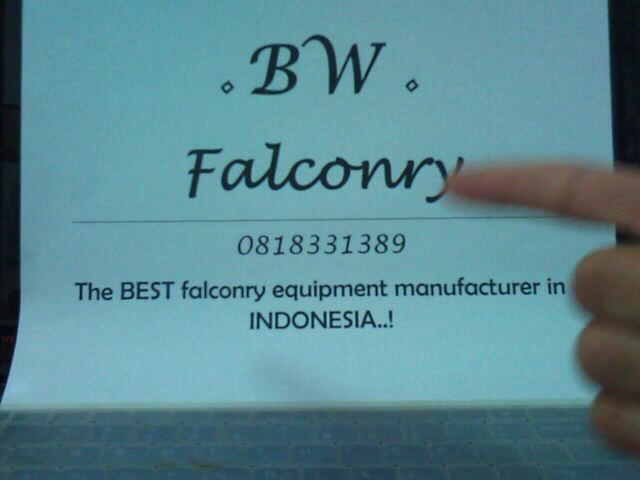 BW
Falconry
0818331389
The BEST falconry equipment manufacturer in
INDONESIA..!